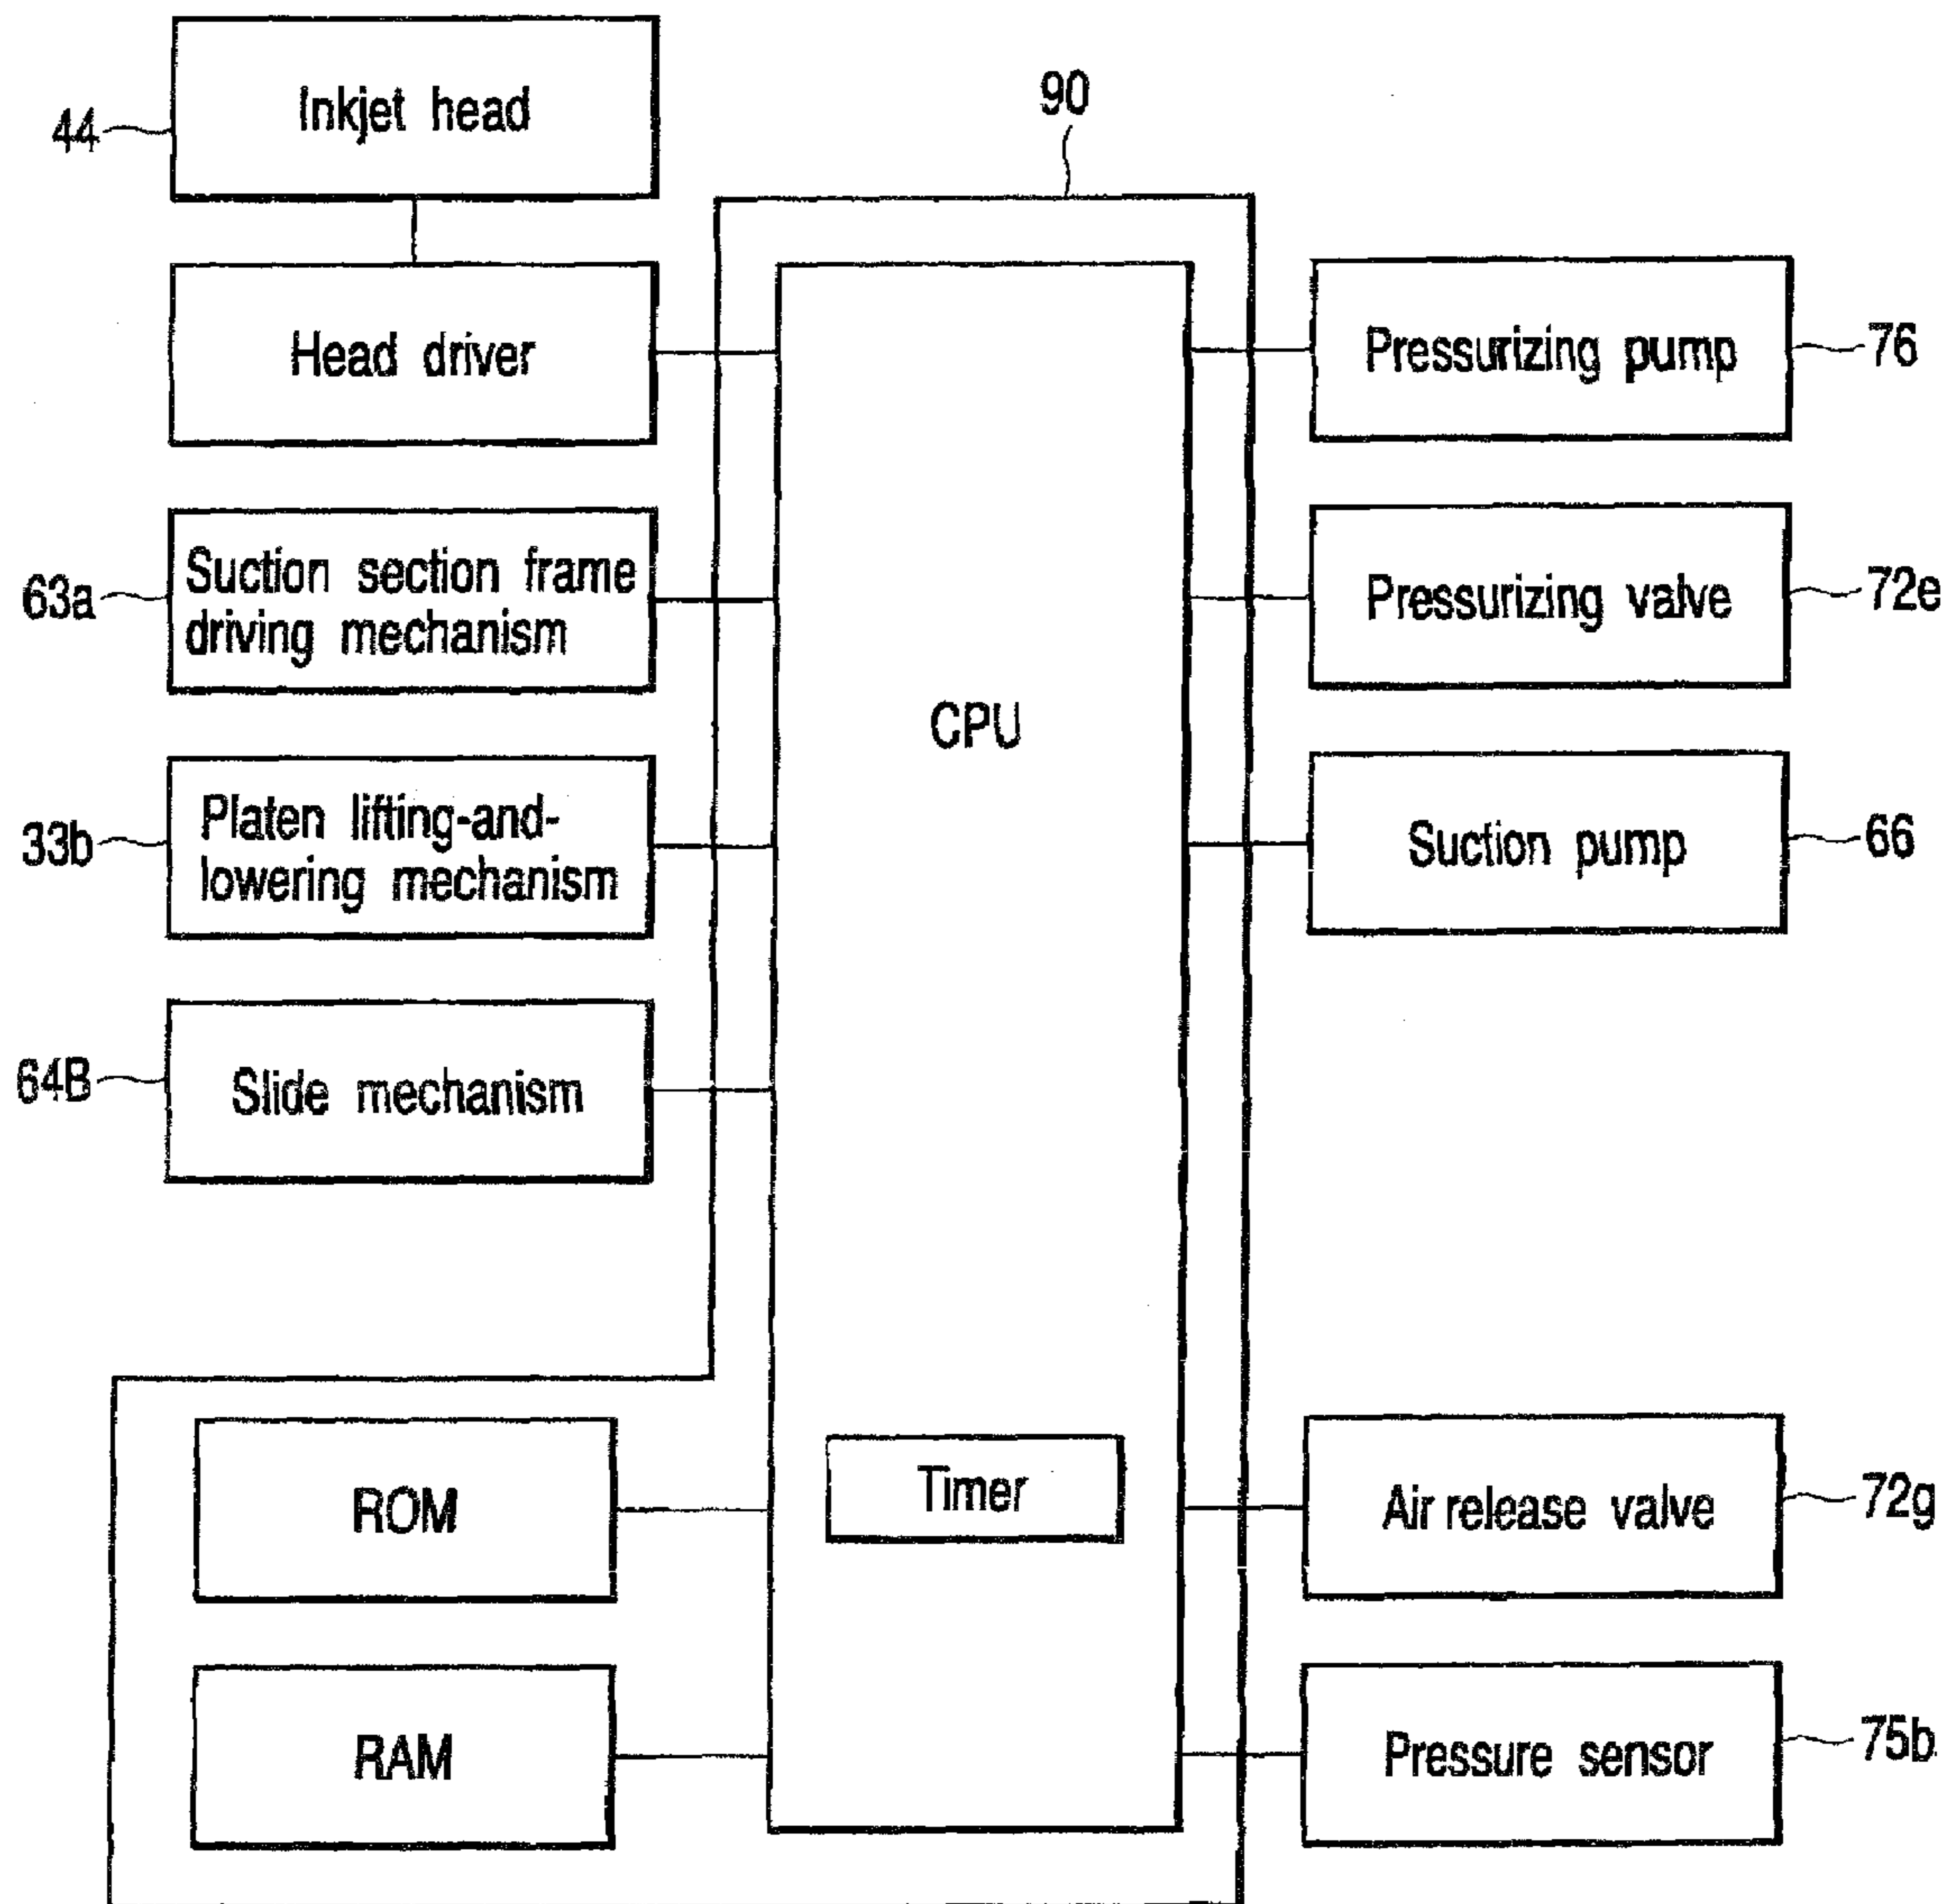 44
Inkjet head
90
Head driver
Pressurizing pump
76
63a
Suction section frame
driving mechanism
Pressurizing valve
72e
CPU
33b
Platen lifting-and-
lowering mechanism
Suction pump
66
64B
Slide mechanism
ROM
Timer
Air release valve
72g
RAM
Pressure sensor
75b